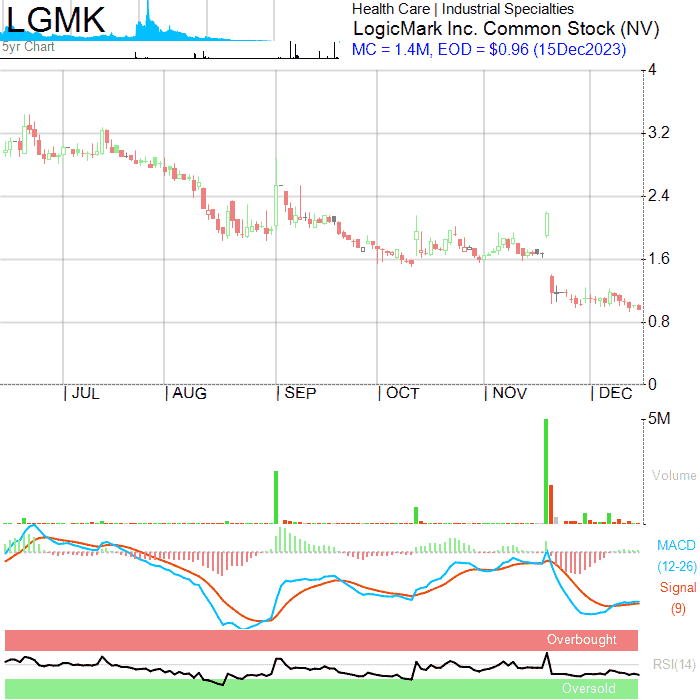 LGMK
5yr Chart
Health Care | Industrial Specialties
LogicMark Inc. Common Stock (NV)
MC = 1.4M, EOD = $0.96 (15Dec2023)
4
3.2
2.4
1.6
0.8
0
| JUL | AUG | SEP | OCT | NOV | DEC
5M
Volume
MACD
(12-26)
Signal
(9)
Overbought
RSI(14)
Oversold